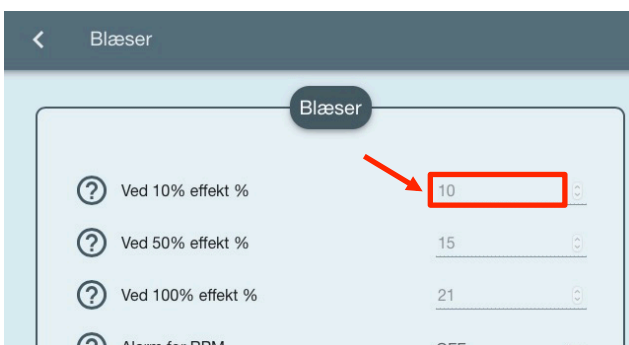 Blæser
Blæser
Ved 10% effekt % 10
Ved 50% effekt % 15
Ved 100% effekt % 21